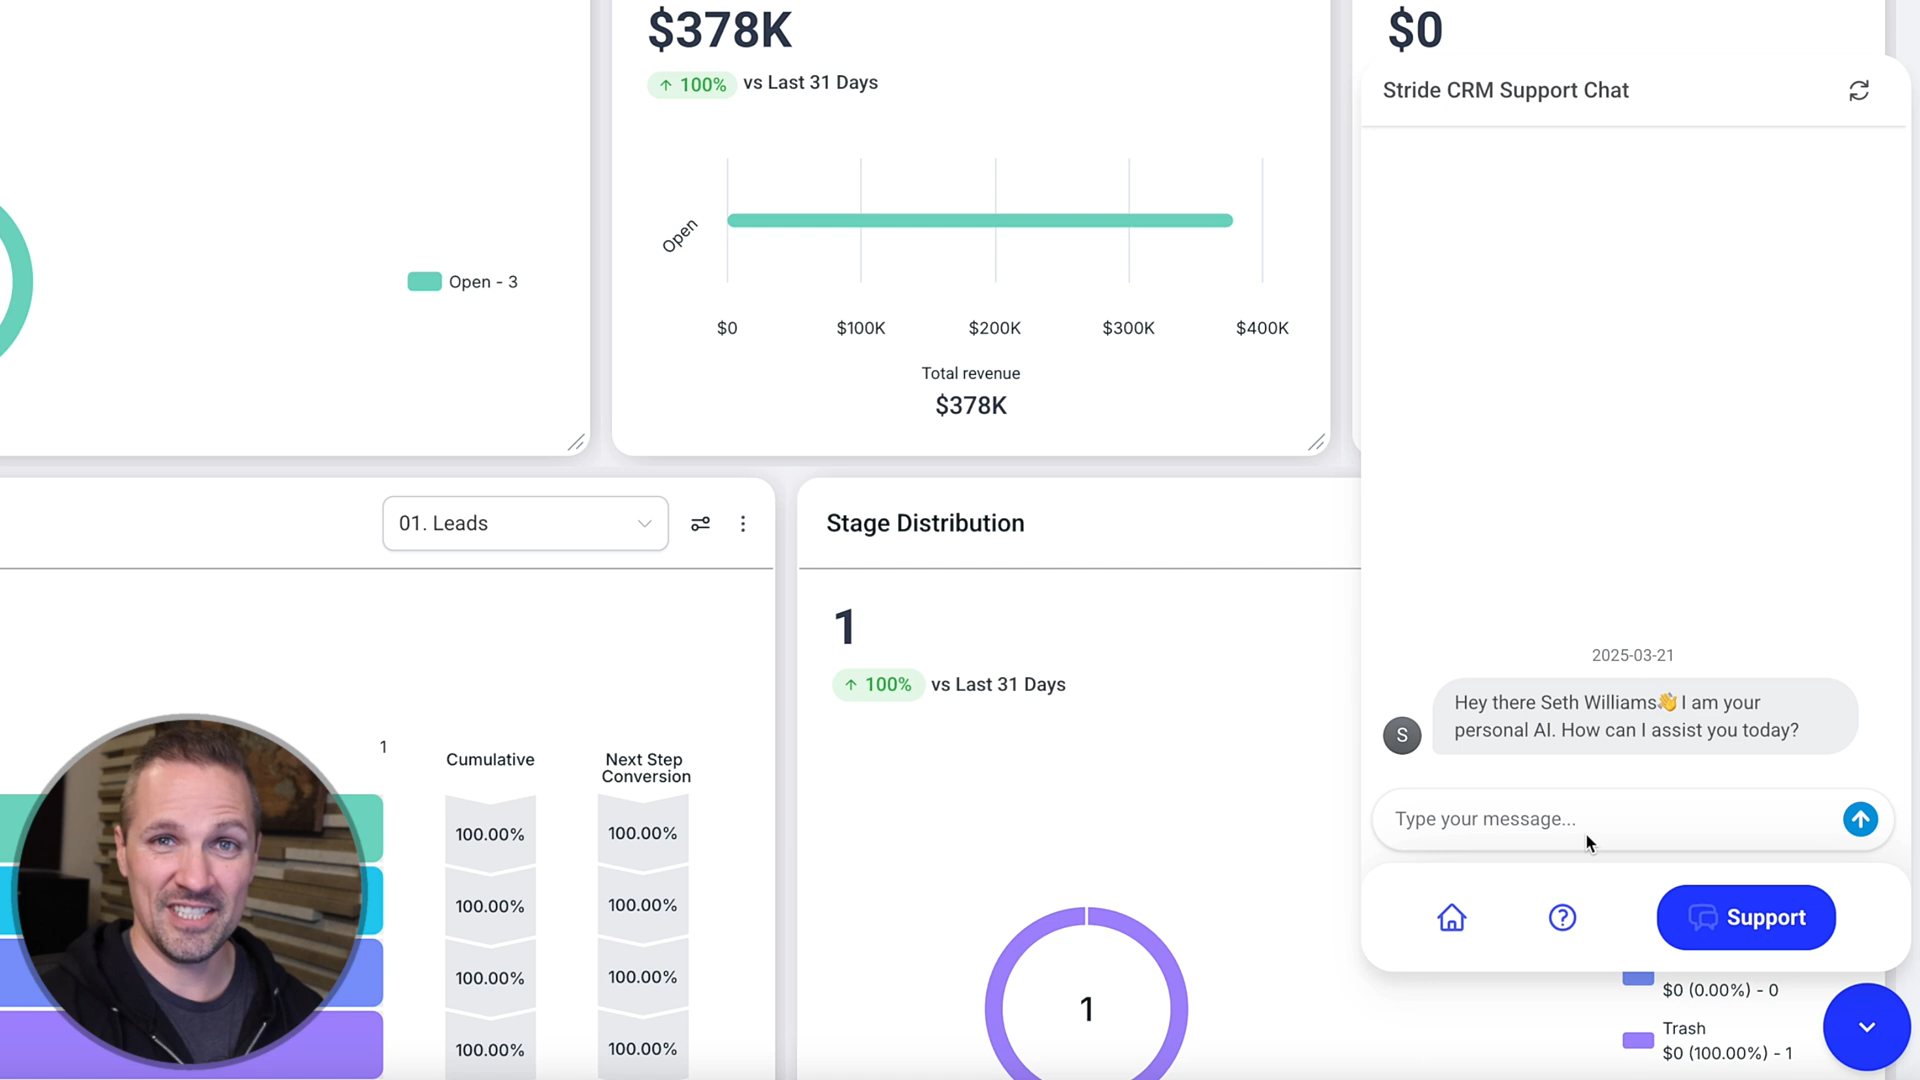 $378K
↑ 100% vs Last 31 Days
Open
$0 $100K $200K $300K $400K
Total revenue
$378K
Open - 3
$0
01. Leads
1
Cumulative
Next Step
Conversion
100.00% 100.00%
100.00% 100.00%
100.00% 100.00%
100.00% 100.00%
Stage Distribution
1
↑ 100% vs Last 31 Days
1
$0 (0.00%) - 0
Trash
$0 (100.00%) - 1
Stride CRM Support Chat
2025-03-21
S
Hey there Seth Williams👋 I am your
personal AI. How can I assist you today?
Type your message...
Support